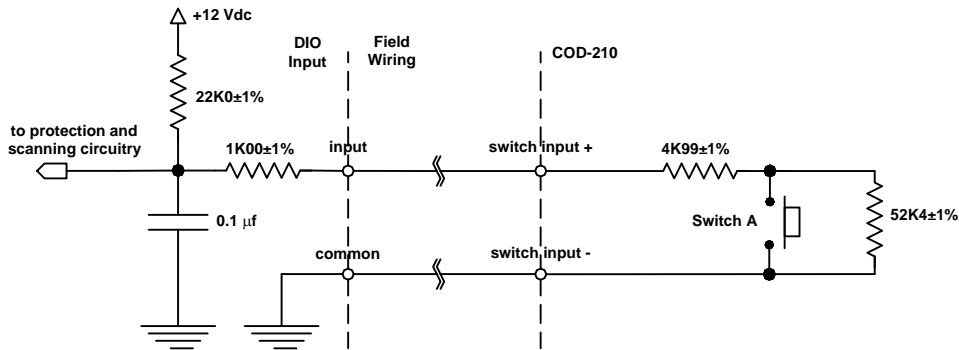 +12 Vdc
DIO
Input
Field
Wiring
COD-210
22K0±1%
to protection and
scanning circuitry
1K00±1%
input
switch input +
4K99±1%
0.1 μf
Switch A
52K4±1%
common
switch input -